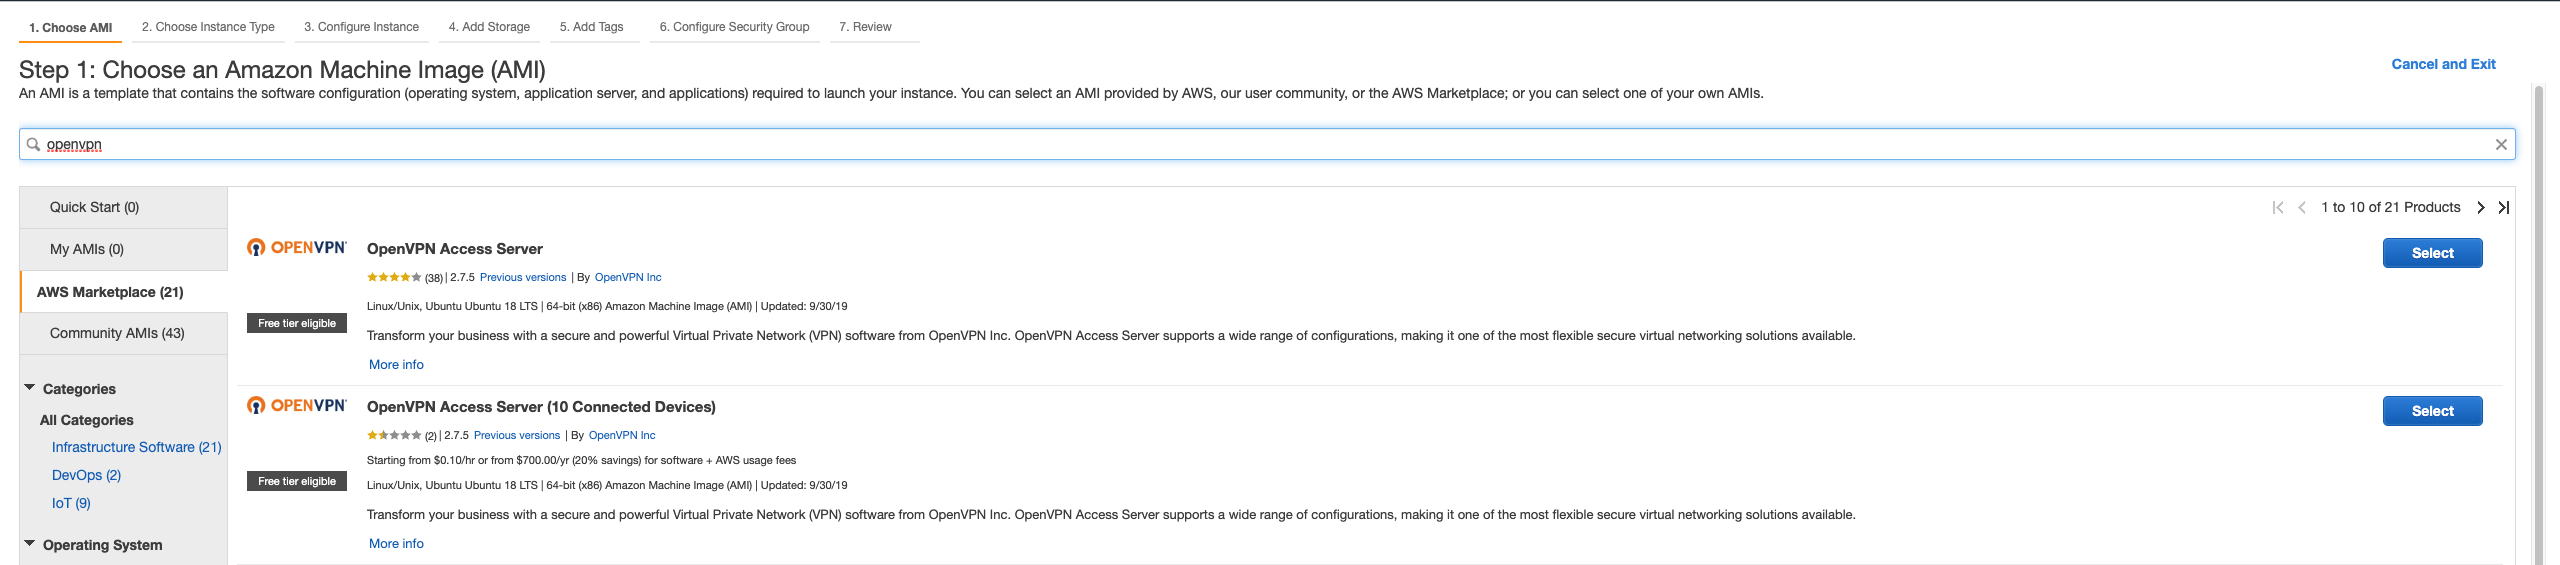 1. Choose AMI 2. Choose Instance Type 3. Configure Instance 4. Add Storage 5. Add Tags 6. Configure Security Group 7. Review
Step 1: Choose an Amazon Machine Image (AMI)
Cancel and Exit
An AMI is a template that contains the software configuration (operating system, application server, and applications) required to launch your instance. You can select an AMI provided by AWS, our user community, or the AWS Marketplace; or you can select one of your own AMIs.
openvpn
Quick Start (0)
My AMIs (0)
AWS Marketplace (21)
Community AMIs (43)
Categories
All Categories
Infrastructure Software (21)
DevOps (2)
IoT (9)
Operating System
1 to 10 of 21 Products
OPENVPN
OpenVPN Access Server
Select
(38) | 2.7.5 Previous versions | By OpenVPN Inc
Linux/Unix, Ubuntu Ubuntu 18 LTS | 64-bit (x86) Amazon Machine Image (AMI) | Updated: 9/30/19
Free tier eligible
Transform your business with a secure and powerful Virtual Private Network (VPN) software from OpenVPN Inc. OpenVPN Access Server supports a wide range of configurations, making it one of the most flexible secure virtual networking solutions available.
More info
OPENVPN
OpenVPN Access Server (10 Connected Devices)
Select
(2) | 2.7.5 Previous versions | By OpenVPN Inc
Starting from $0.10/hr or from $700.00/yr (20% savings) for software + AWS usage fees
Free tier eligible
Linux/Unix, Ubuntu Ubuntu 18 LTS | 64-bit (x86) Amazon Machine Image (AMI) | Updated: 9/30/19
Transform your business with a secure and powerful Virtual Private Network (VPN) software from OpenVPN Inc. OpenVPN Access Server supports a wide range of configurations, making it one of the most flexible secure virtual networking solutions available.
More info